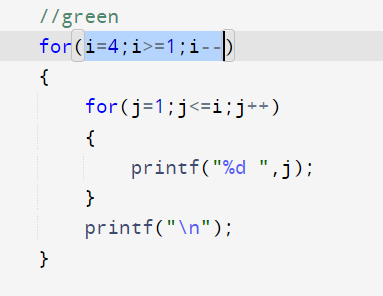 //green
for(i=4;i>=1;i--)
{
for(j=1;j<=i;j++)
{
printf("%d ",j);
}
printf("\n");
}